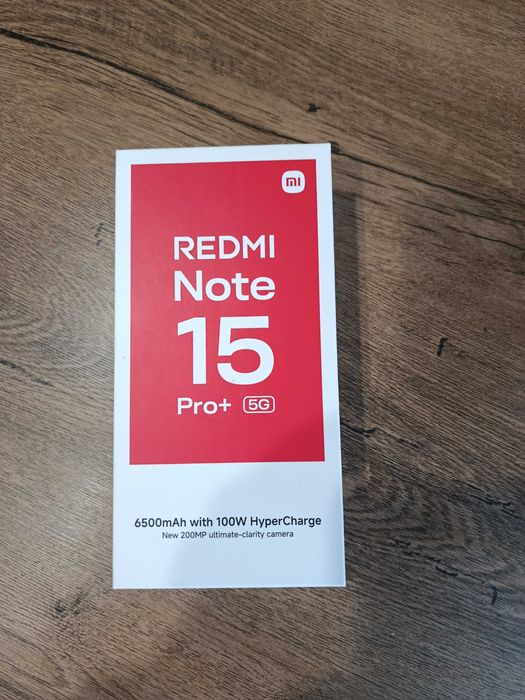 mi
REDMI
Note
15
Pro+ 5G
6500mAh with 100W HyperCharge
New 200MP ultimate-clarity camera